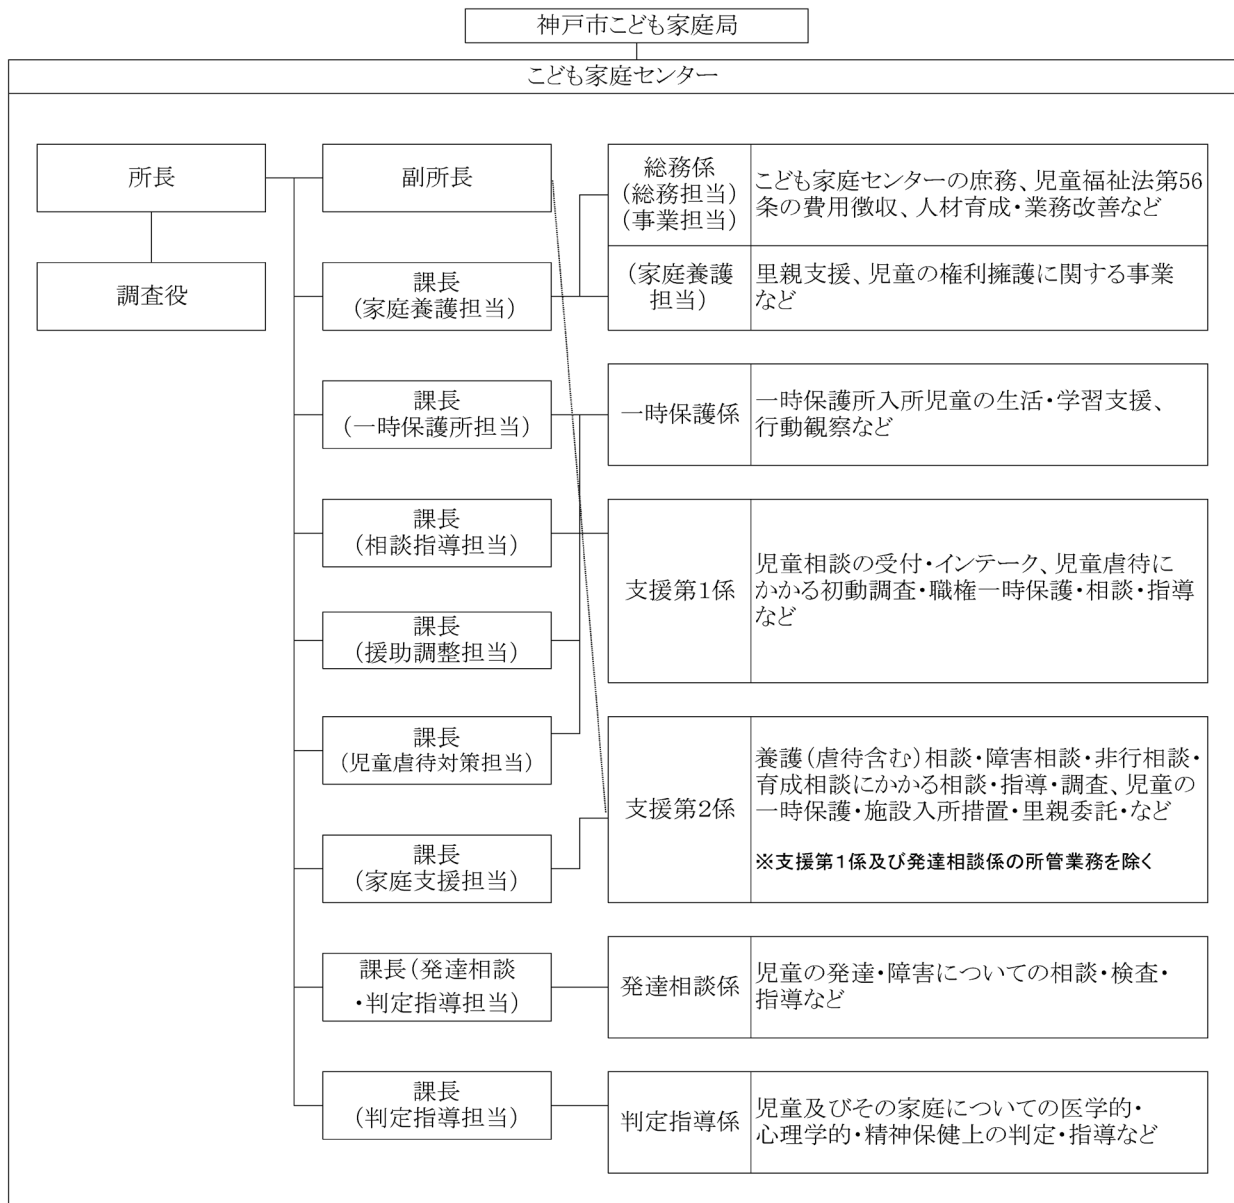 神戸市こども家庭局
こども家庭センター
所長
調査役
副所長
課長
（家庭養護担当）
課長
（一時保護所担当）
課長
（相談指導担当）
課長
（援助調整担当）
課長
（児童虐待対策担当）
課長
（家庭支援担当）
課長（発達相談
・判定指導担当）
課長
（判定指導担当）
総務係
（総務担当）
（事業担当）
こども家庭センターの庶務、児童福祉法第56
条の費用徴収、人材育成・業務改善など
（家庭養護
担当）
里親支援、児童の権利擁護に関する事業
など
一時保護係
一時保護所入所児童の生活・学習支援、
行動観察など
支援第1係
児童相談の受付・インテーク、児童虐待に
かかる初動調査・職権一時保護・相談・指導
など
支援第2係
養護（虐待含む）相談・障害相談・非行相談・
育成相談にかかる相談・指導・調査、児童の
一時保護・施設入所措置・里親委託・など
※支援第１係及び発達相談係の所管業務を除く
発達相談係
児童の発達・障害についての相談・検査・
指導など
判定指導係
児童及びその家庭についての医学的・
心理学的・精神保健上の判定・指導など